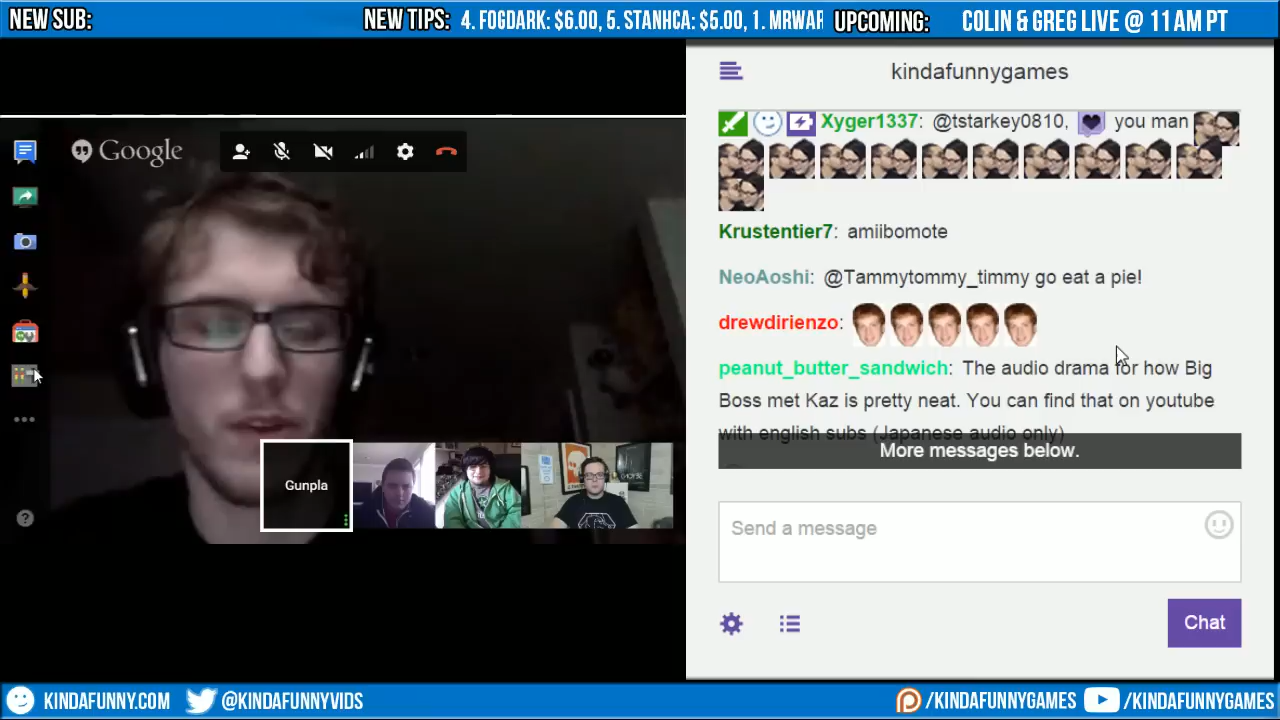 NEW SUB:
NEW TIPS: 4. FOGDARK: $6.00, 5. STANHCA: $5.00, 1. MRWAR
UPCOMING: COLIN & GREG LIVE @ 11 AM PT
Google
Gunpla
kindafunnygames
Xyger1337: @tstarkey0810, you man
Krustentier7: amiibomote
NeoAoshi: @Tammytommy_timmy go eat a pie!
drewdirienzo:
peanut_butter_sandwich: The audio drama for how Big
Boss met Kaz is pretty neat. You can find that on youtube
with english subs (Japanese audio only)
More messages below.
Send a message
Chat
KINDAFUNNY.COM
@KINDAFUNNYVIDS
/KINDAFUNNYGAMES
/KINDAFUNNYGAMES